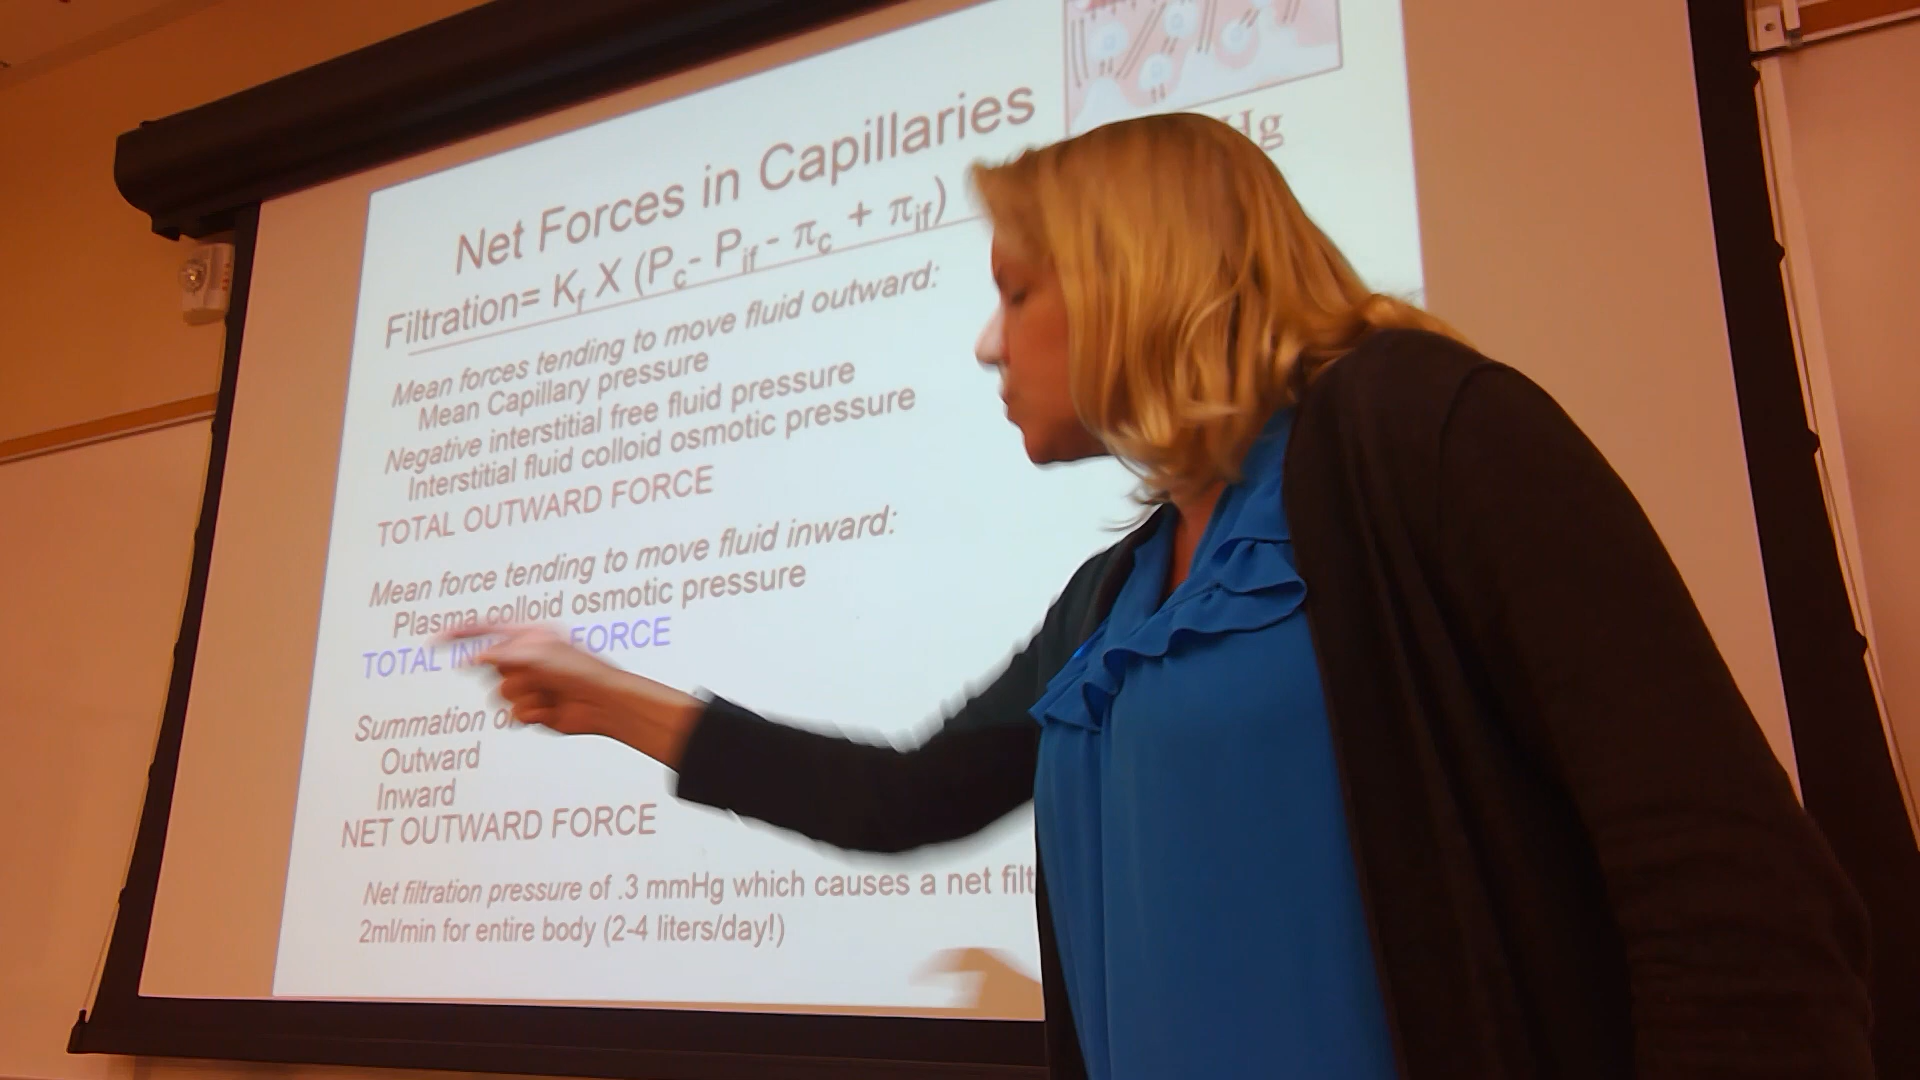 Hg
Net Forces in Capillaries
Filtration= Kf X (Pc- Pif - πc + πif)
Mean forces tending to move fluid outward:
Mean Capillary pressure
Negative interstitial free fluid pressure
Interstitial fluid colloid osmotic pressure
TOTAL OUTWARD FORCE
Mean force tending to move fluid inward:
Plasma colloid osmotic pressure
TOTAL FORCE
Summation
Outward
Inward
NET OUTWARD FORCE
Net filtration pressure of .3 mmHg which causes a net filt
2ml/min for entire body (2-4 liters/day!)